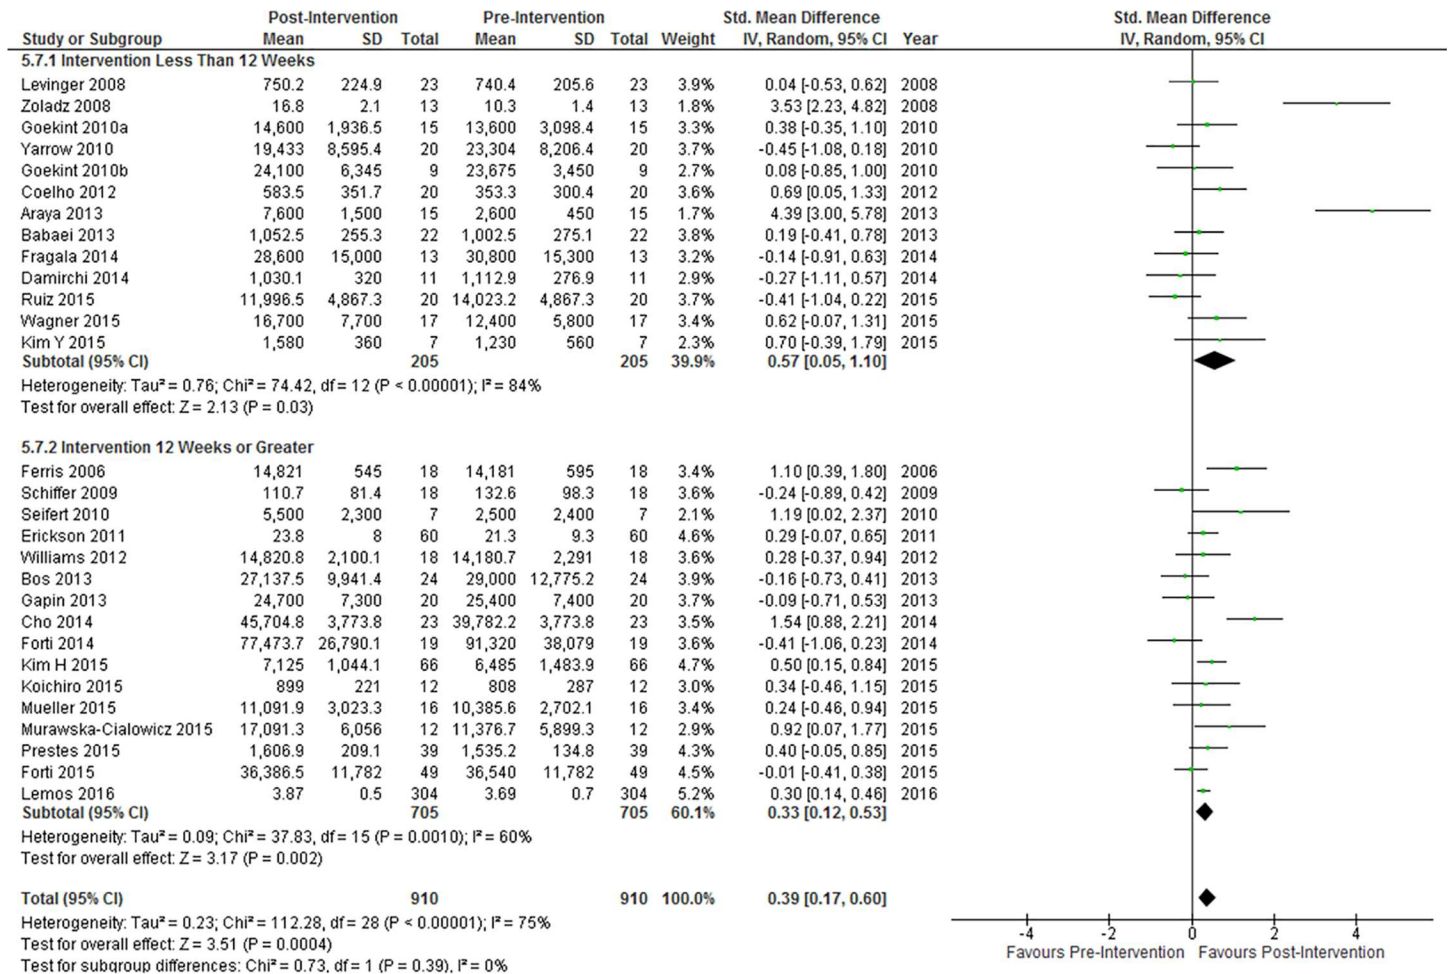 Post-Intervention Pre-Intervention Std. Mean Difference Std. Mean Difference
Study or Subgroup Mean SD Total Mean SD Total Weight IV, Random, 95% CI Year IV, Random, 95% CI
5.7.1 Intervention Less Than 12 Weeks
Levinger 2008 750.2 224.9 23 740.4 205.6 23 3.9% 0.04 [-0.53, 0.62] 2008
Zoladz 2008 16.8 2.1 13 10.3 1.4 13 1.8% 3.53 [2.23, 4.82] 2008
Goekint 2010a 14,600 1,936.5 15 13,600 3,098.4 15 3.3% 0.38 [-0.35, 1.10] 2010
Yarrow 2010 19,433 8,595.4 20 23,304 8,206.4 20 3.7% -0.45 [-1.08, 0.18] 2010
Goekint 2010b 24,100 6,345 9 23,675 3,450 9 2.7% 0.08 [-0.85, 1.00] 2010
Coelho 2012 583.5 351.7 20 353.3 300.4 20 3.6% 0.69 [0.05, 1.33] 2012
Araya 2013 7,600 1,500 15 2,600 450 15 1.7% 4.39 [3.00, 5.78] 2013
Babaei 2013 1,052.5 255.3 22 1,002.5 275.1 22 3.8% 0.19 [-0.41, 0.78] 2013
Fragala 2014 28,600 15,000 13 30,800 15,300 13 3.2% -0.14 [-0.91, 0.63] 2014
Damirchi 2014 1,030.1 320 11 1,112.9 276.9 11 2.9% -0.27 [-1.11, 0.57] 2014
Ruiz 2015 11,996.5 4,867.3 20 14,023.2 4,867.3 20 3.7% -0.41 [-1.04, 0.22] 2015
Wagner 2015 16,700 7,700 17 12,400 5,800 17 3.4% 0.62 [-0.07, 1.31] 2015
Kim Y 2015 1,580 360 7 1,230 560 7 2.3% 0.70 [-0.39, 1.79] 2015
Subtotal (95% CI) 205 205 39.9% 0.57 [0.05, 1.10]
Heterogeneity: Tau² = 0.76; Chi² = 74.42, df = 12 (P < 0.00001); I² = 84%
Test for overall effect: Z = 2.13 (P = 0.03)
5.7.2 Intervention 12 Weeks or Greater
Ferris 2006 14,821 545 18 14,181 595 18 3.4% 1.10 [0.39, 1.80] 2006
Schiffer 2009 110.7 81.4 18 132.6 98.3 18 3.6% -0.24 [-0.89, 0.42] 2009
Seifert 2010 5,500 2,300 7 2,500 2,400 7 2.1% 1.19 [0.02, 2.37] 2010
Erickson 2011 23.8 8 60 21.3 9.3 60 4.6% 0.29 [-0.07, 0.65] 2011
Williams 2012 14,820.8 2,100.1 18 14,180.7 2,291 18 3.6% 0.28 [-0.37, 0.94] 2012
Bos 2013 27,137.5 9,941.4 24 29,000 12,775.2 24 3.9% -0.16 [-0.73, 0.41] 2013
Gapin 2013 24,700 7,300 20 25,400 7,400 20 3.7% -0.09 [-0.71, 0.53] 2013
Cho 2014 45,704.8 3,773.8 23 39,782.2 3,773.8 23 3.5% 1.54 [0.88, 2.21] 2014
Forti 2014 77,473.7 26,790.1 19 91,320 38,079 19 3.6% -0.41 [-1.06, 0.23] 2014
Kim H 2015 7,125 1,044.1 66 6,485 1,483.9 66 4.7% 0.50 [0.15, 0.84] 2015
Koichiro 2015 899 221 12 808 287 12 3.0% 0.34 [-0.46, 1.15] 2015
Mueller 2015 11,091.9 3,023.3 16 10,385.6 2,702.1 16 3.5% 0.24 [-0.46, 0.94] 2015
Murawska-Cialowicz 2015 17,091.3 6,056 12 11,376.7 5,899.3 12 2.9% 0.92 [0.07, 1.77] 2015
Prestes 2015 1,606.9 209.1 39 1,535.2 134.8 39 4.3% 0.40 [-0.05, 0.85] 2015
Forti 2015 36,386.5 11,782 49 36,540 11,782 49 4.5% -0.01 [-0.41, 0.38] 2015
Lemos 2016 3.87 0.5 304 3.69 0.7 304 5.2% 0.30 [0.14, 0.46] 2016
Subtotal (95% CI) 705 705 60.1% 0.33 [0.12, 0.53]
Heterogeneity: Tau² = 0.09; Chi² = 37.83, df = 15 (P = 0.0010); I² = 60%
Test for overall effect: Z = 3.17 (P = 0.002)
Total (95% CI) 910 910 100.0% 0.39 [0.17, 0.60]
Heterogeneity: Tau² = 0.23; Chi² = 112.28, df = 28 (P < 0.00001); I² = 75%
Test for overall effect: Z = 3.51 (P = 0.0004)
Test for subgroup differences: Chi² = 0.73, df = 1 (P = 0.39), I² = 0%
-4 -2 0 2 4
Favours Pre-Intervention Favours Post-Intervention